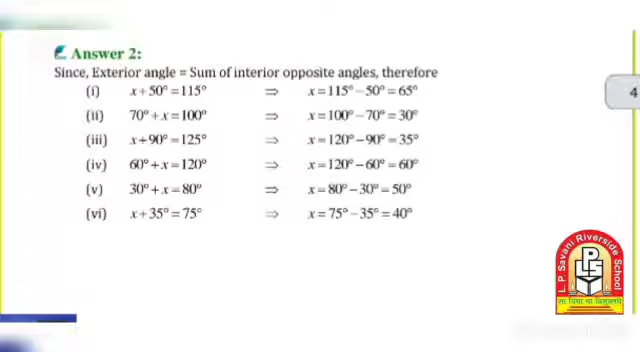 Answer 2:
Since, Exterior angle = Sum of interior opposite angles, therefore
(i) x + 50° = 115° ⇒ x = 115° – 50° = 65°
(ii) 70° + x = 100° ⇒ x = 100° – 70° = 30°
(iii) x + 90° = 125° ⇒ x = 120° – 90° = 35°
(iv) 60° + x = 120° ⇒ x = 120° – 60° = 60°
(v) 30° + x = 80° ⇒ x = 80° – 30° = 50°
(vi) x + 35° = 75° ⇒ x = 75° – 35° = 40°
4
L. P. Savani Riverside School
PLS
सा विद्या या विमुक्तये